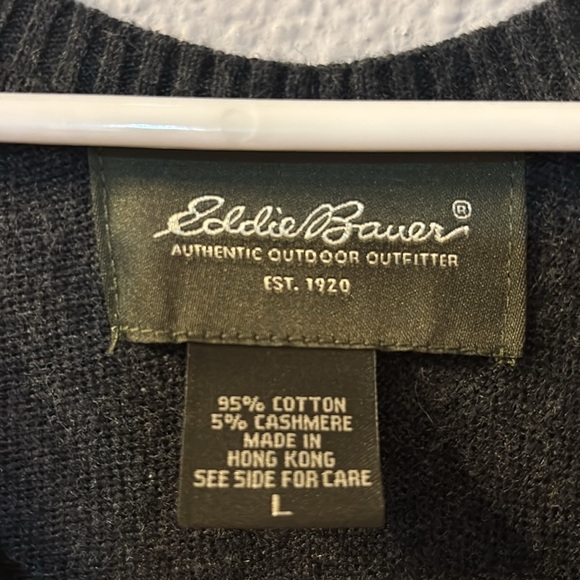 Eddie Bauer®
AUTHENTIC OUTDOOR OUTFITTER
EST. 1920
95% COTTON
5% CASHMERE
MADE IN
HONG KONG
SEE SIDE FOR CARE
L